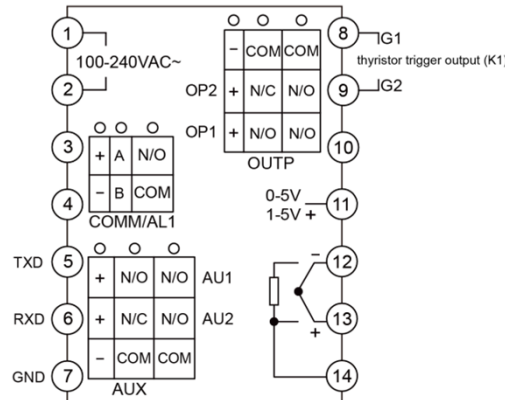 1
100-240VAC~
2
3
+ A N/O
4
− B COM
COMM/AL1
TXD 5
+ N/O N/O AU1
RXD 6
+ N/C N/O AU2
GND 7
− COM COM
AUX
− COM COM
OP2 + N/C N/O
OP1 + N/O N/O
OUTP
8 G1
thyristor trigger output (K1)
9 G2
10
0-5V
1-5V + 11
− 12
+ 13
14